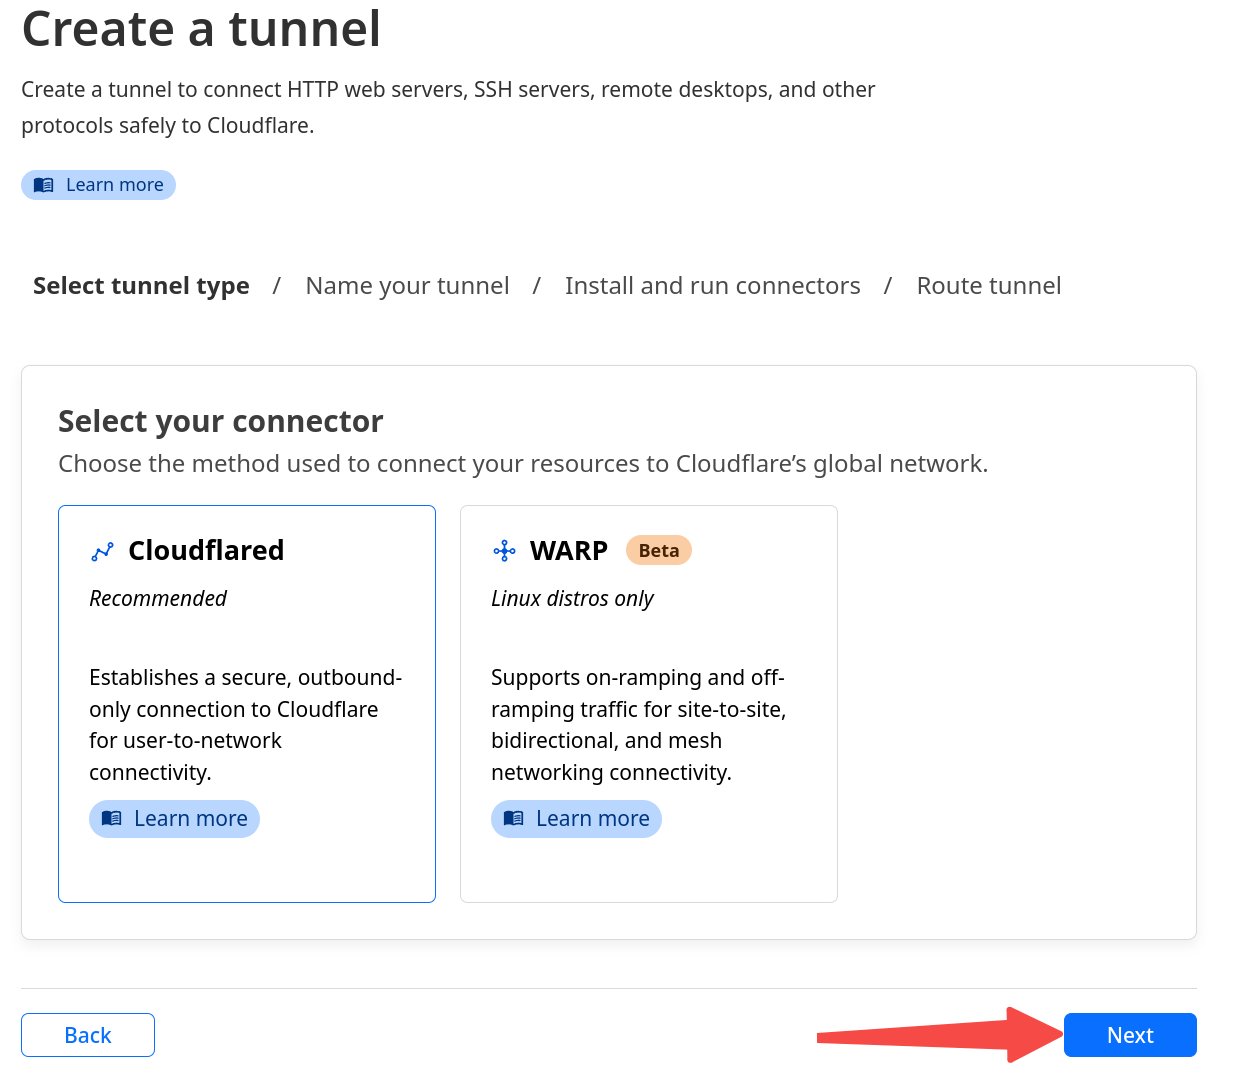 Create a tunnel
Create a tunnel to connect HTTP web servers, SSH servers, remote desktops, and other
protocols safely to Cloudflare.
Learn more
Select tunnel type / Name your tunnel / Install and run connectors / Route tunnel
Select your connector
Choose the method used to connect your resources to Cloudflare’s global network.
Cloudflared
Recommended
Establishes a secure, outbound-
only connection to Cloudflare
for user-to-network
connectivity.
Learn more
WARP Beta
Linux distros only
Supports on-ramping and off-
ramping traffic for site-to-site,
bidirectional, and mesh
networking connectivity.
Learn more
Back
Next